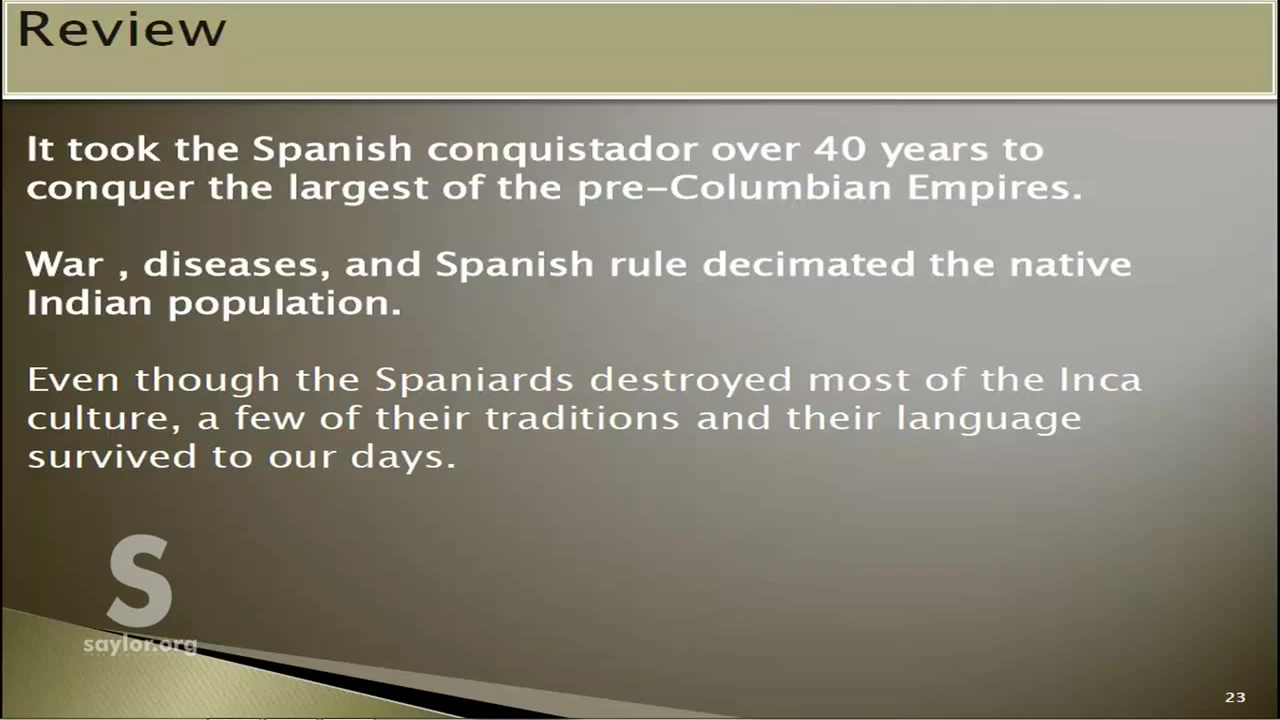 Review
It took the Spanish conquistador over 40 years to
conquer the largest of the pre-Columbian Empires.
War , diseases, and Spanish rule decimated the native
Indian population.
Even though the Spaniards destroyed most of the Inca
culture, a few of their traditions and their language
survived to our days.
S
saylor.org
23